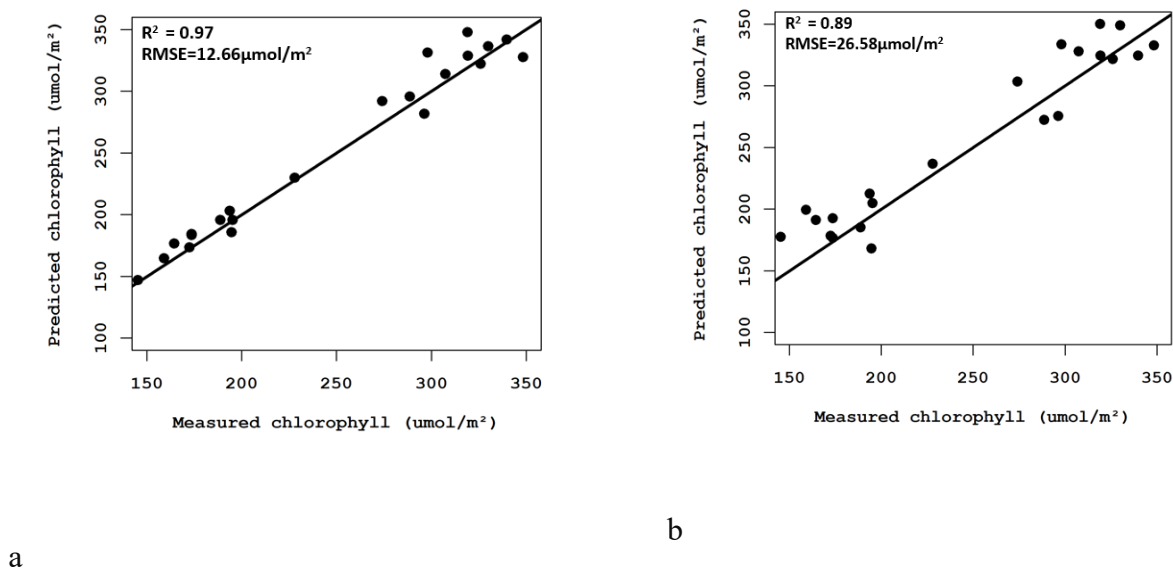 R² = 0.97
RMSE=12.66µmol/m²
Predicted chlorophyll (umol/m²)
350
300
250
200
150
100
150 200 250 300 350
Measured chlorophyll (umol/m²)
a
R² = 0.89
RMSE=26.58µmol/m²
Predicted chlorophyll (umol/m²)
350
300
250
200
150
100
150 200 250 300 350
Measured chlorophyll (umol/m²)
b